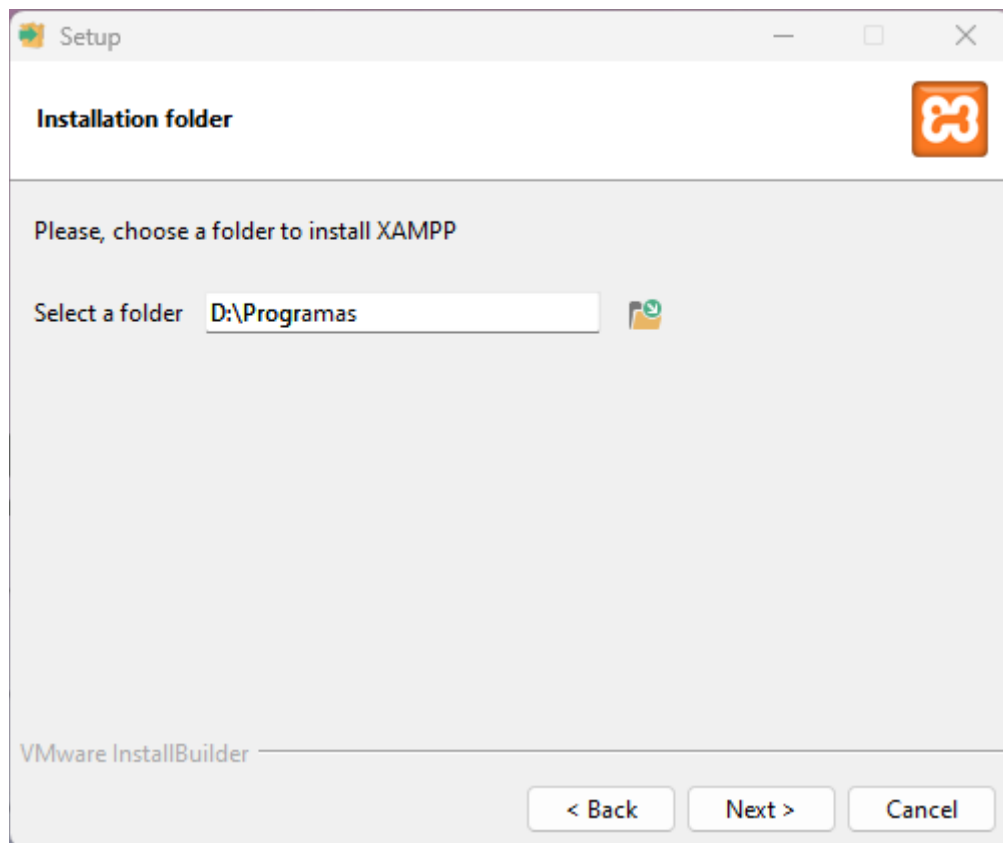 Setup
Installation folder
Please, choose a folder to install XAMPP
Select a folder D:\Programas
VMware InstallBuilder
< Back Next > Cancel